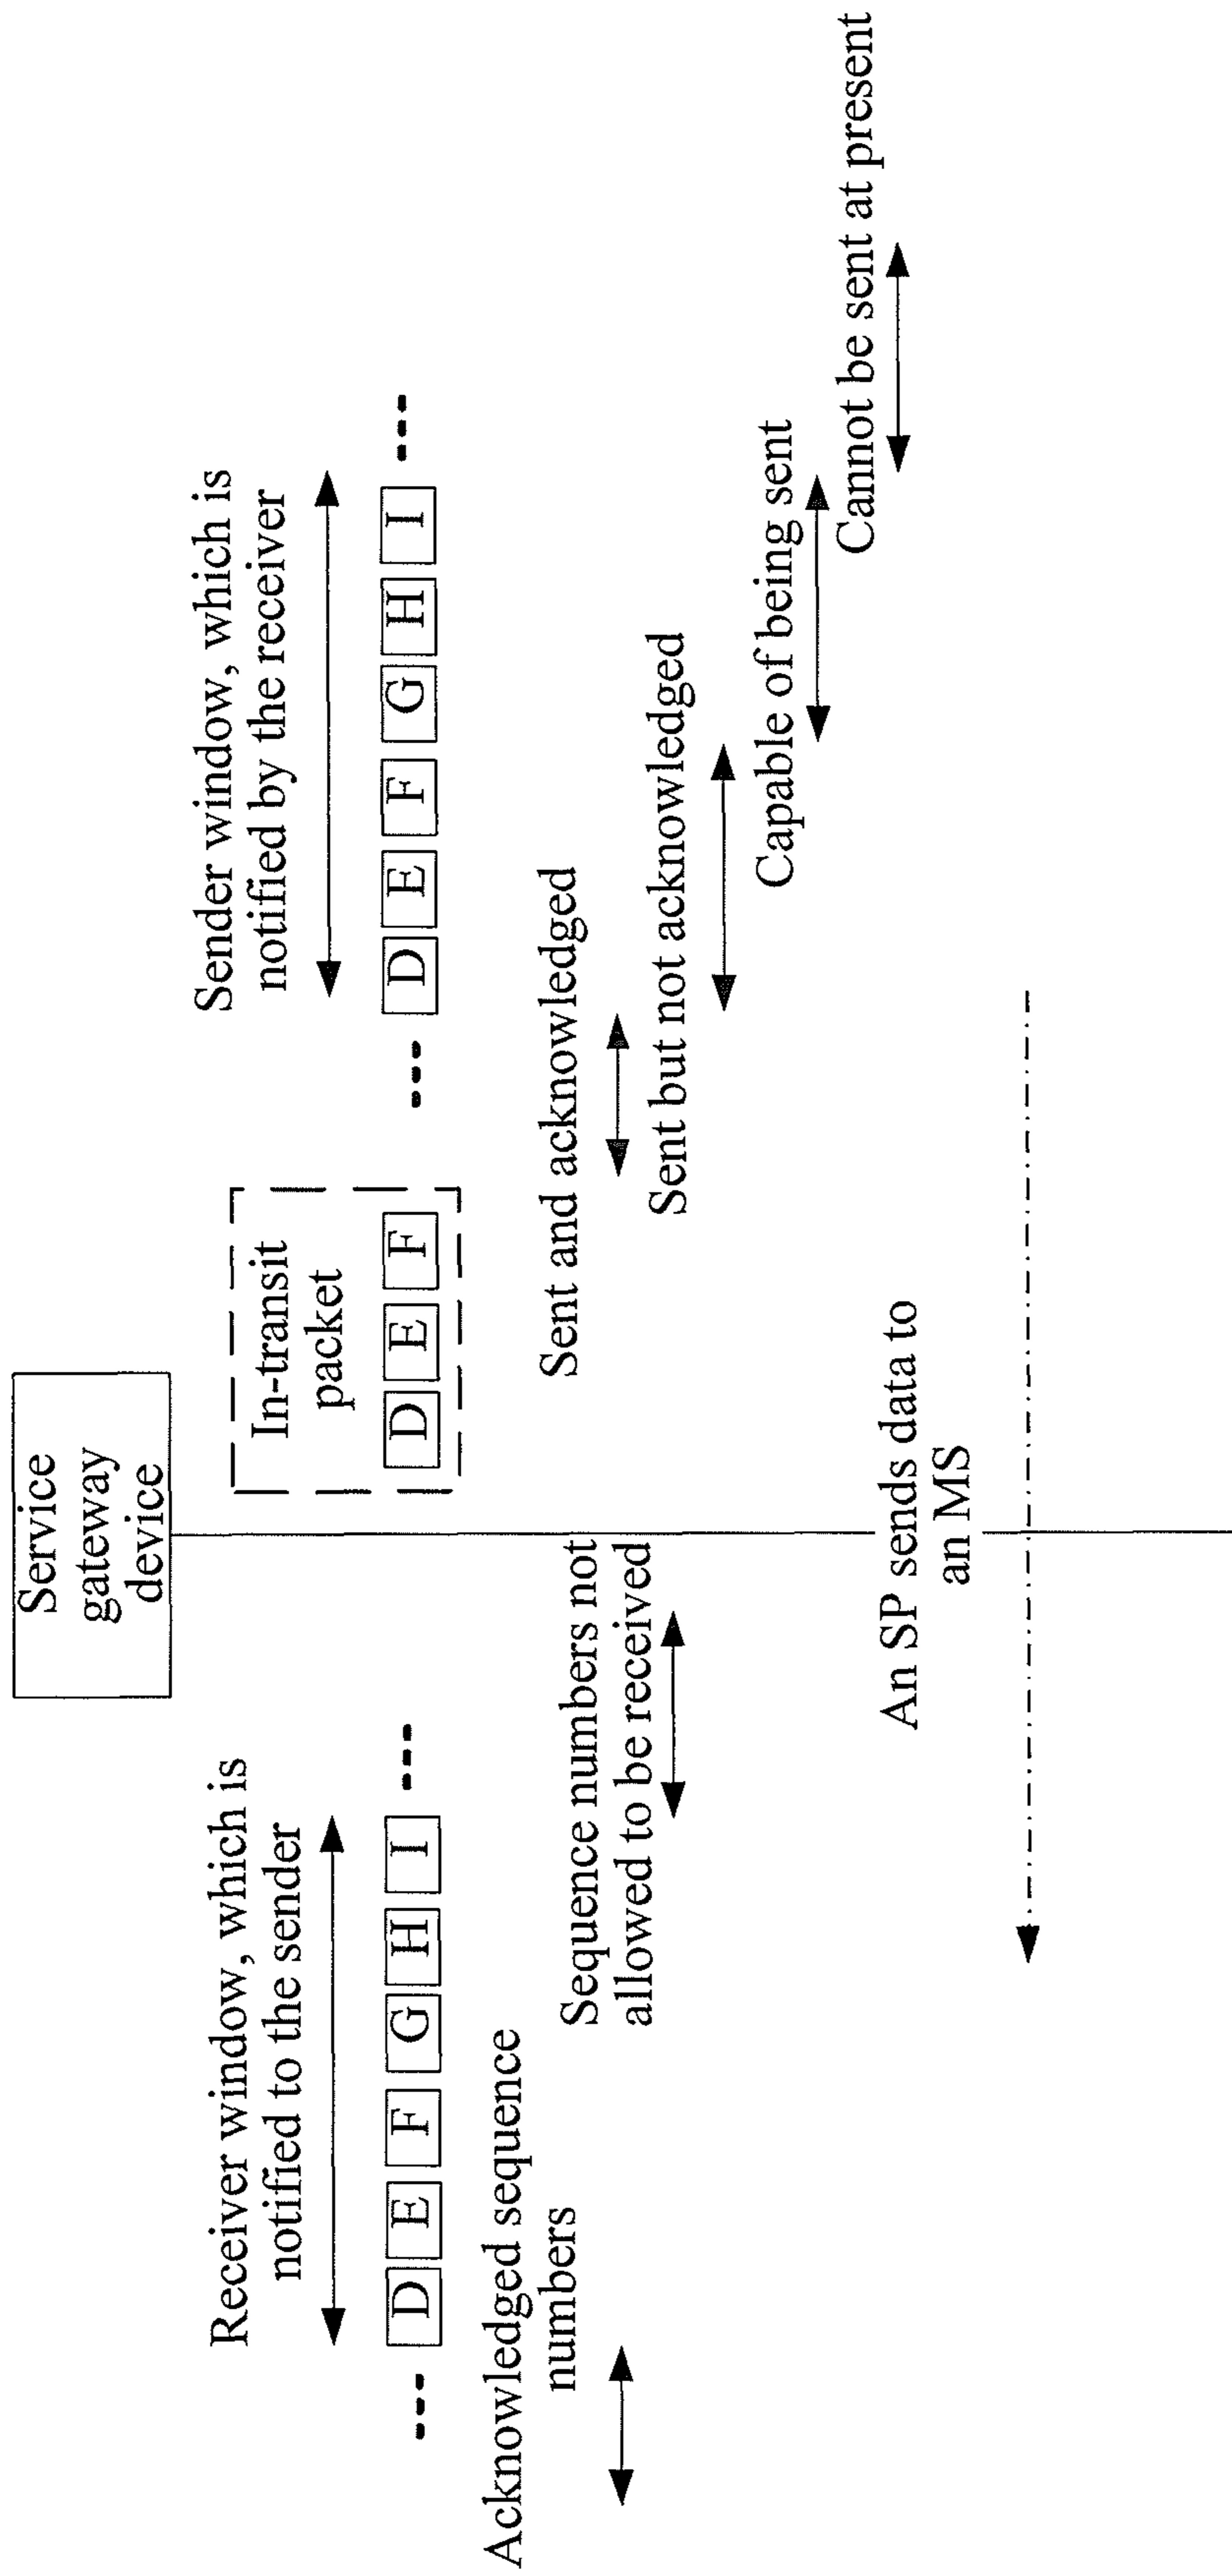 Service
gateway
device
Receiver window, which is
notified to the sender
D E F G H I
Acknowledged sequence
numbers
Sequence numbers not
allowed to be received
In-transit
packet
D E F
Sender window, which is
notified by the receiver
D E F G H I
Sent and acknowledged
Sent but not acknowledged
Capable of being sent
Cannot be sent at present
An SP sends data to
an MS